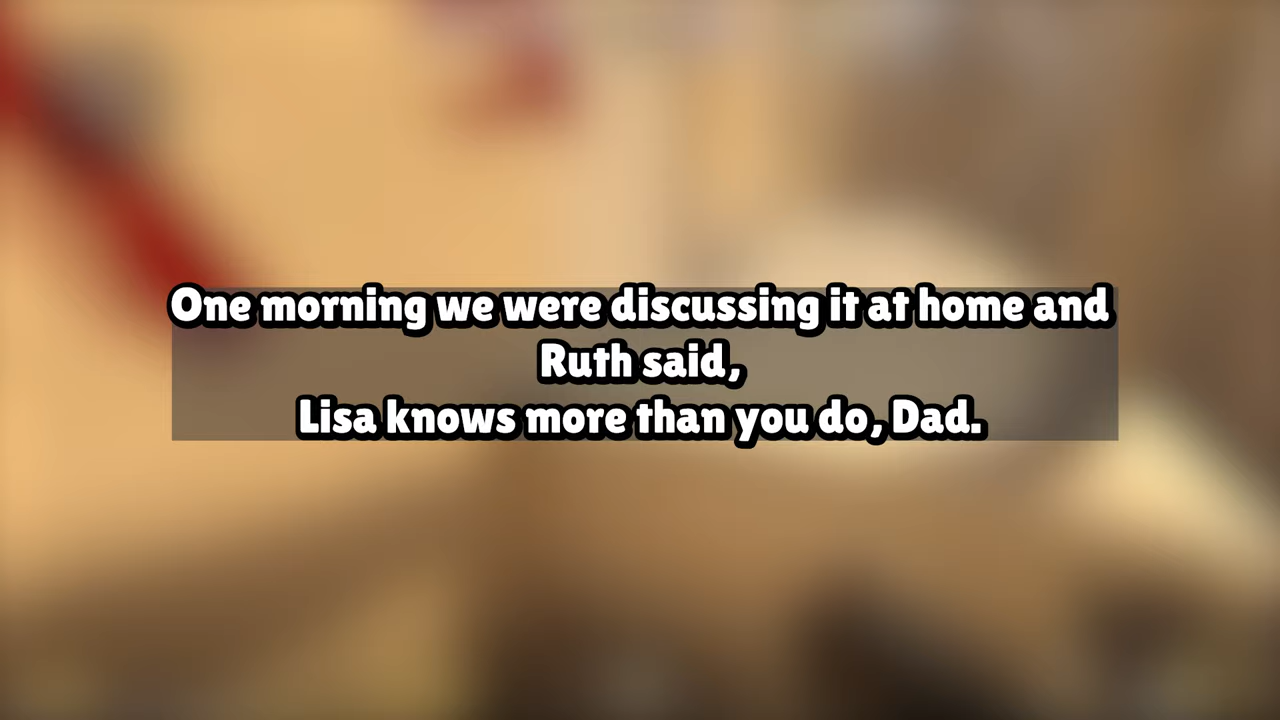 One morning we were discussing it at home and
Ruth said,
Lisa knows more than you do, Dad.